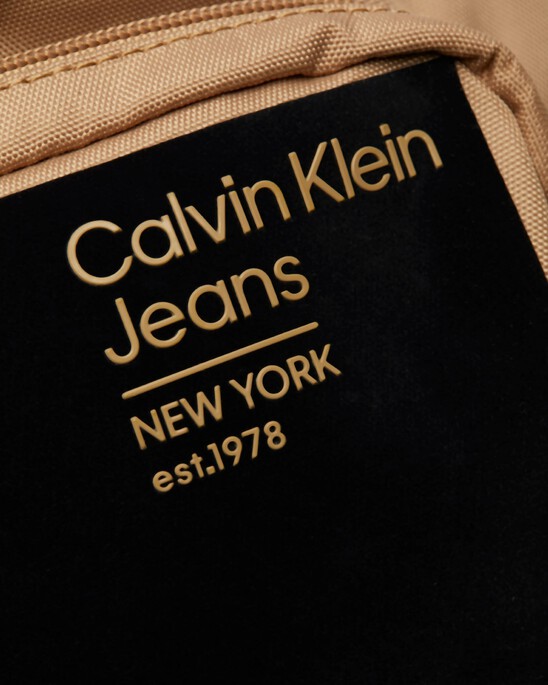 Calvin Klein
Jeans
NEW YORK
est.1978